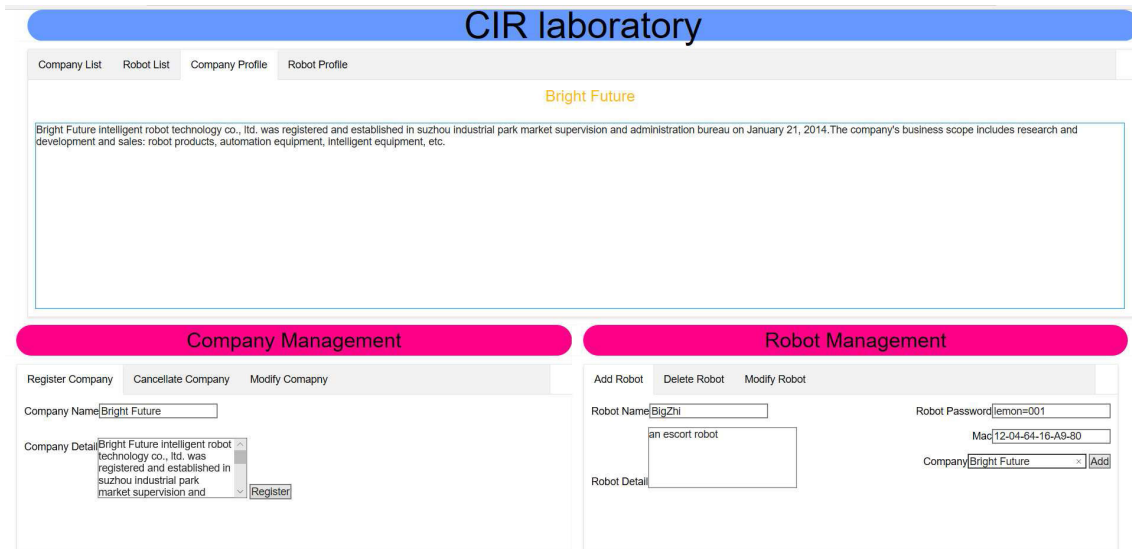 CIR laboratory
Company List Robot List Company Profile Robot Profile
Bright Future
Bright Future intelligent robot technology co., ltd. was registered and established in suzhou industrial park market supervision and administration bureau on January 21, 2014.The company's business scope includes research and
development and sales: robot products, automation equipment, intelligent equipment, etc.
Company Management
Register Company Cancellate Company Modify Comapny
Company Name Bright Future
Company Detail Bright Future intelligent robot
technology co., ltd. was
registered and established in
suzhou industrial park
market supervision and
Register
Robot Management
Add Robot Delete Robot Modify Robot
Robot Name BigZhi
Robot Password lemon=001
an escort robot
Mac 12-04-64-16-A9-80
Company Bright Future × Add
Robot Detail